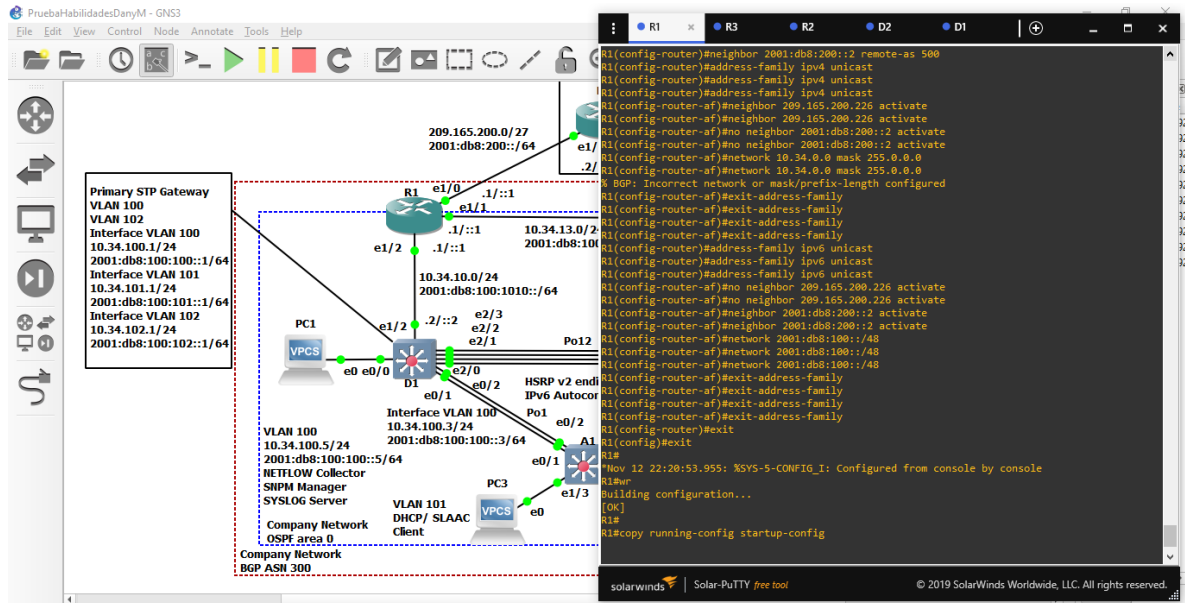 PruebaHabilidadesDanyM - GNS3
File Edit View Control Node Annotate Tools Help
209.165.200.0/27
2001:db8:200::/64
e1/
.2/
Primary STP Gateway
VLAN 100
VLAN 102
Interface VLAN 100
10.34.100.1/24
2001:db8:100:100::1/64
Interface VLAN 101
10.34.101.1/24
2001:db8:100:101::1/64
Interface VLAN 102
10.34.102.1/24
2001:db8:100:102::1/64
R1
e1/0
.1/::1
e1/1
.1/::1
10.34.13.0/2
2001:db8:100
e1/2
.1/::1
10.34.10.0/24
2001:db8:100:1010::/64
PC1
VPCS
e1/2
.2/::2
e2/3
e2/2
e2/1
Po12
e0
e0/0
D1
e2/0
e0/2
e0/1
HSRP v2 endi
IPv6 Autocor
Interface VLAN 100
10.34.100.3/24
2001:db8:100:100::3/64
Po1
e0/2
VLAN 100
10.34.100.5/24
2001:db8:100:100::5/64
NETFLOW Collector
SNPM Manager
SYSLOG Server
A1
e0/1
e1/3
PC3
VPCS
e0
VLAN 101
DHCP/ SLAAC
Client
Company Network
OSPF area 0
Company Network
BGP ASN 300
R1
R3
R2
D2
D1
R1(config-router)#neighbor 2001:db8:200::2 remote-as 500
R1(config-router)#address-family ipv4 unicast
R1(config-router)#address-family ipv4 unicast
R1(config-router)#address-family ipv4 unicast
R1(config-router-af)#neighbor 209.165.200.226 activate
R1(config-router-af)#neighbor 209.165.200.226 activate
R1(config-router-af)#no neighbor 2001:db8:200::2 activate
R1(config-router-af)#no neighbor 2001:db8:200::2 activate
R1(config-router-af)#network 10.34.0.0 mask 255.0.0.0
R1(config-router-af)#network 10.34.0.0 mask 255.0.0.0
% BGP: Incorrect network or mask/prefix-length configured
R1(config-router-af)#exit-address-family
R1(config-router-af)#exit-address-family
R1(config-router-af)#exit-address-family
R1(config-router-af)#exit-address-family
R1(config-router)#address-family ipv6 unicast
R1(config-router)#address-family ipv6 unicast
R1(config-router)#address-family ipv6 unicast
R1(config-router-af)#no neighbor 209.165.200.226 activate
R1(config-router-af)#no neighbor 209.165.200.226 activate
R1(config-router-af)#neighbor 2001:db8:200::2 activate
R1(config-router-af)#neighbor 2001:db8:200::2 activate
R1(config-router-af)#network 2001:db8:100::/48
R1(config-router-af)#network 2001:db8:100::/48
R1(config-router-af)#network 2001:db8:100::/48
R1(config-router-af)#exit-address-family
R1(config-router-af)#exit-address-family
R1(config-router-af)#exit-address-family
R1(config-router-af)#exit-address-family
R1(config-router)#exit
R1(config)#exit
R1#
*Nov 12 22:20:53.955: %SYS-5-CONFIG_I: Configured from console by console
R1#wr
Building configuration...
[OK]
R1#
R1#copy running-config startup-config
solarwinds Solar-PuTTY free tool
© 2019 SolarWinds Worldwide, LLC. All rights reserved.